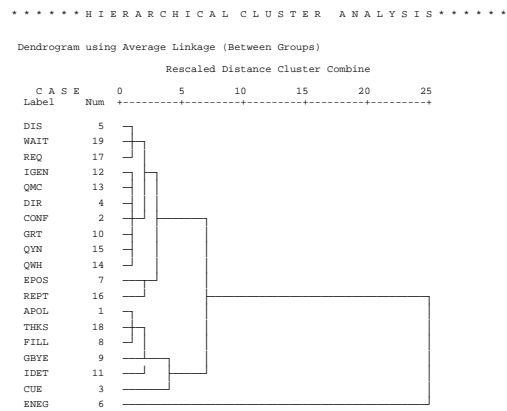 * * * * * * H I E R A R C H I C A L  C L U S T E R  A N A L Y S I S * * * * * *
Dendrogram using Average Linkage (Between Groups)
Rescaled Distance Cluster Combine
C A S E 0 5 10 15 20 25
Label Num +---------+---------+---------+---------+---------+
DIS 5
WAIT 19
REQ 17
IGEN 12
QMC 13
DIR 4
CONF 2
GRT 10
QYN 15
QWH 14
EPOS 7
REPT 16
APOL 1
THKS 18
FILL 8
GBYE 9
IDET 11
CUE 3
ENEG 6